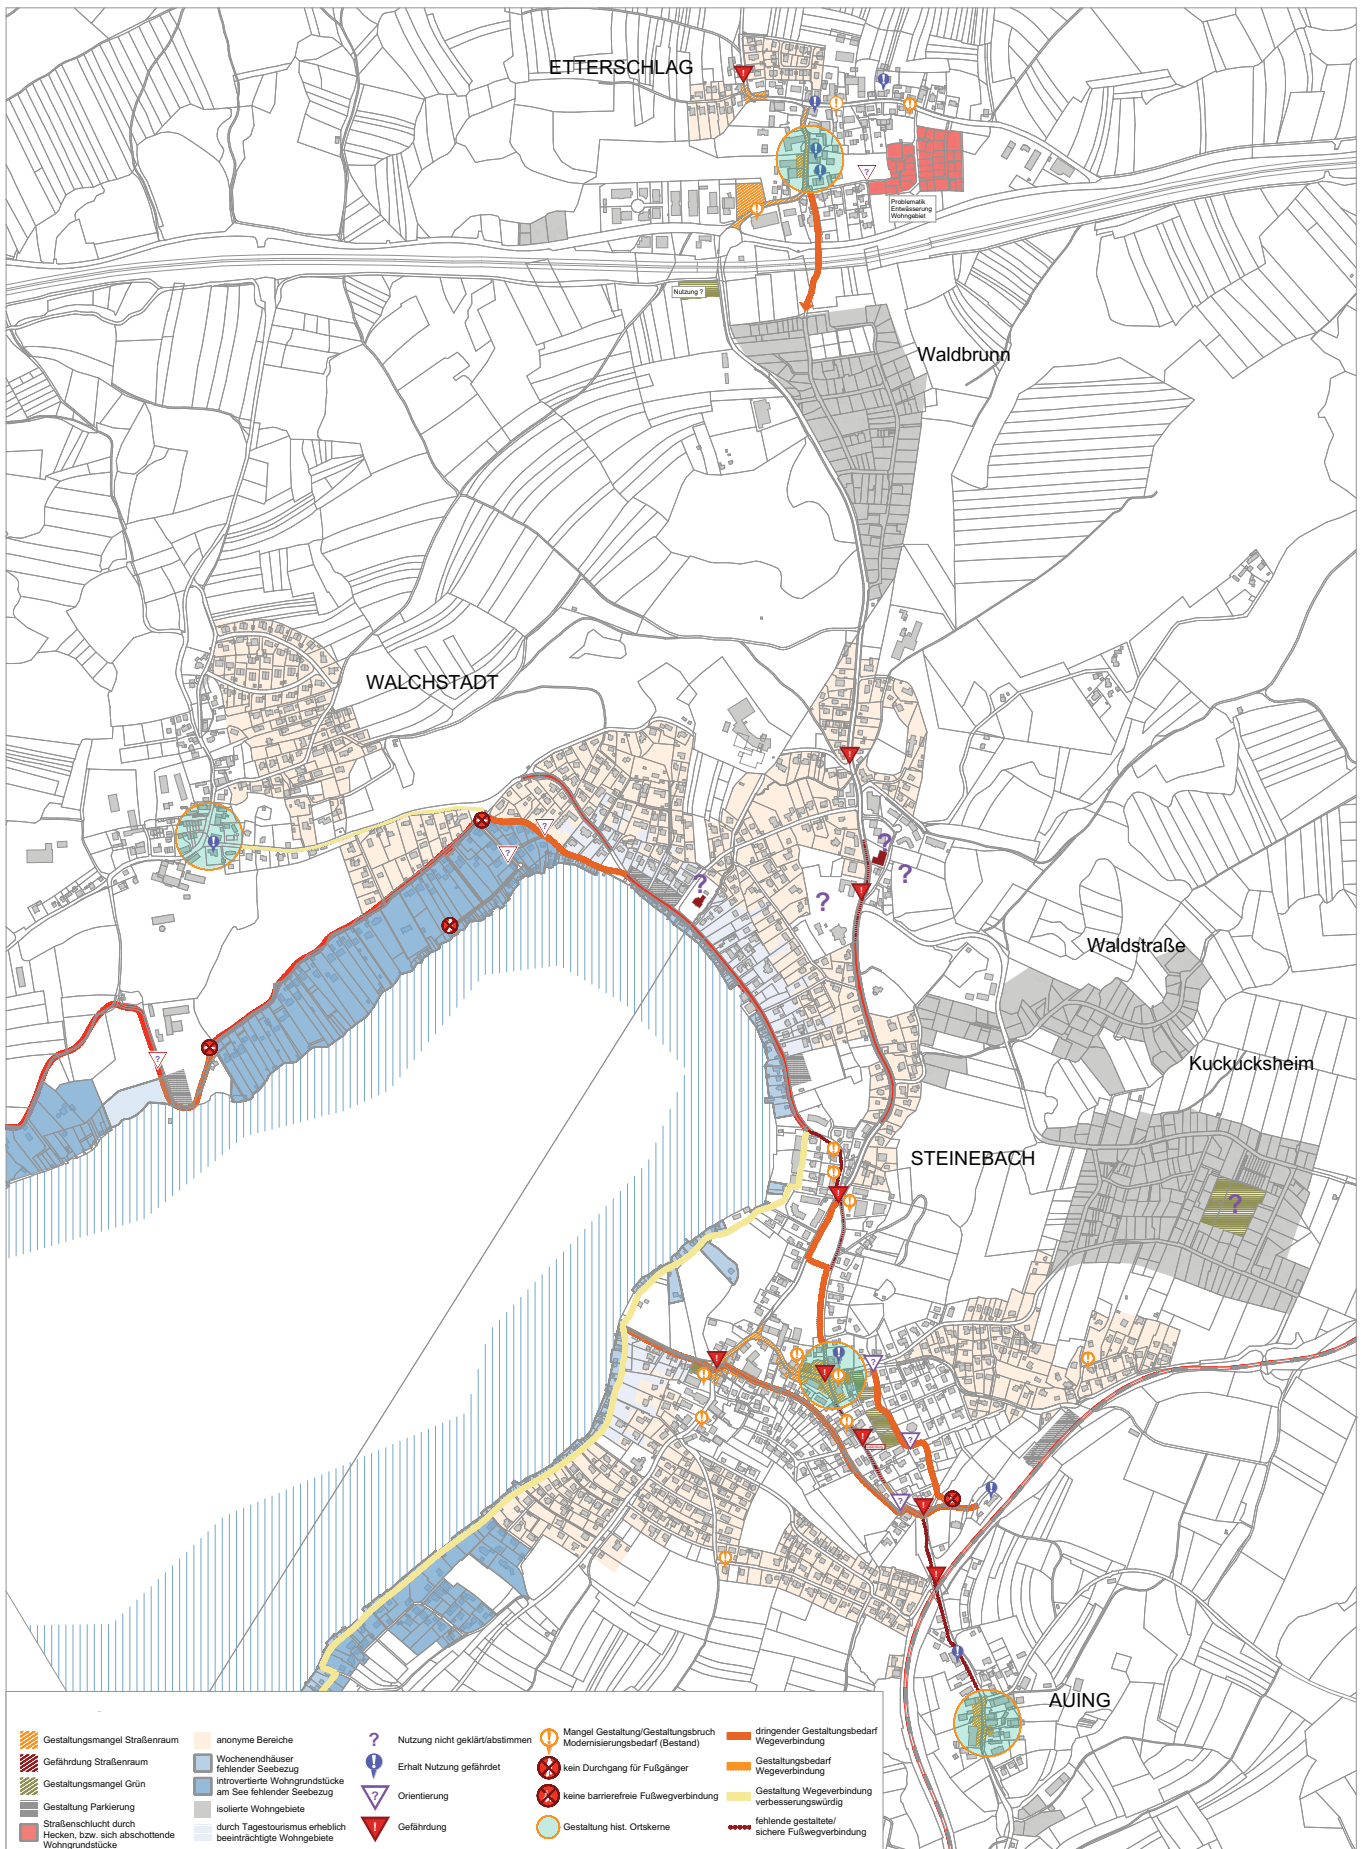 ETTERSCHLAG
Problematik
Entwässerung
Wohngebiet
Nutzung ?
Waldbrunn
WALCHSTADT
Waldstraße
Kuckucksheim
STEINEBACH
AUING
Gestaltungsmangel Straßenraum
Gefährdung Straßenraum
Gestaltungsmangel Grün
Gestaltung Parkierung
Straßenschlucht durch
Hecken, bzw. sich abschottende
Wohngrundstücke
anonyme Bereiche
Wochenendhäuser
fehlender Seebezug
introvertierte Wohngrundstücke
am See fehlender Seebezug
isolierte Wohngebiete
durch Tagestourismus erheblich
beeinträchtigte Wohngebiete
? Nutzung nicht geklärt/abstimmen
! Erhalt Nutzung gefährdet
? Orientierung
! Gefährdung
Mangel Gestaltung/Gestaltungsbruch
Modernisierungsbedarf (Bestand)
kein Durchgang für Fußgänger
keine barrierefreie Fußwegverbindung
Gestaltung hist. Ortskerne
dringender Gestaltungsbedarf
Wegeverbindung
Gestaltungsbedarf
Wegeverbindung
Gestaltung Wegeverbindung
verbesserungswürdig
fehlende gestaltete/
sichere Fußwegverbindung